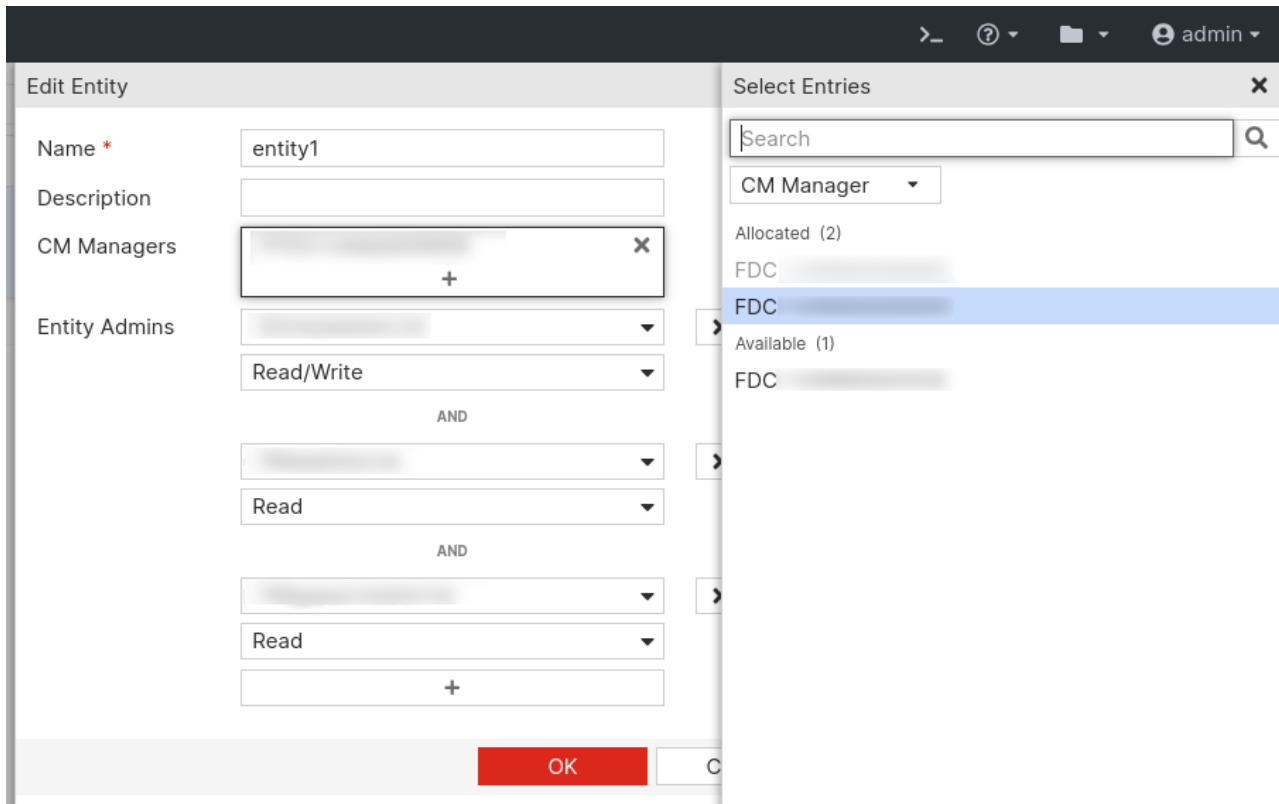 admin
Edit Entity
Select Entries
Name *
entity1
Search
Description
CM Manager
CM Managers
Allocated (2)
FDC
FDC
Entity Admins
Available (1)
Read/Write
FDC
AND
Read
AND
Read
OK
C